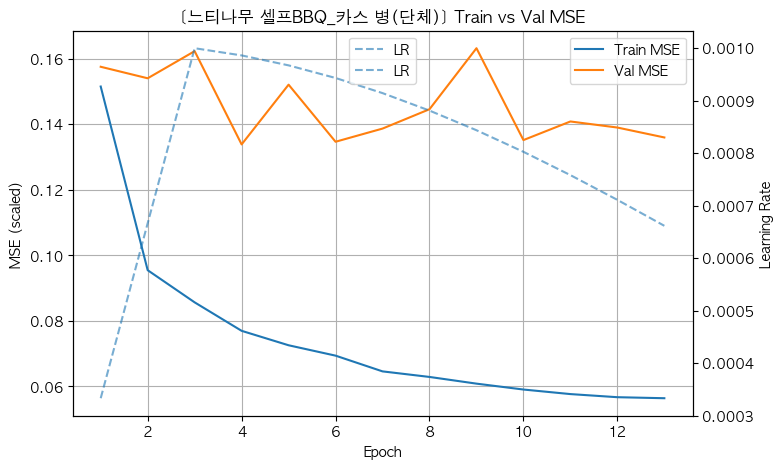 [느티나무 셀프BBQ_카스 병(단체)] Train vs Val MSE
LR
LR
Train MSE
Val MSE
MSE (scaled)
0.16
0.14
0.12
0.10
0.08
0.06
0.0010
0.0009
0.0008
0.0007
0.0006
0.0005
0.0004
0.0003
Learning Rate
2
4
6
8
10
12
Epoch